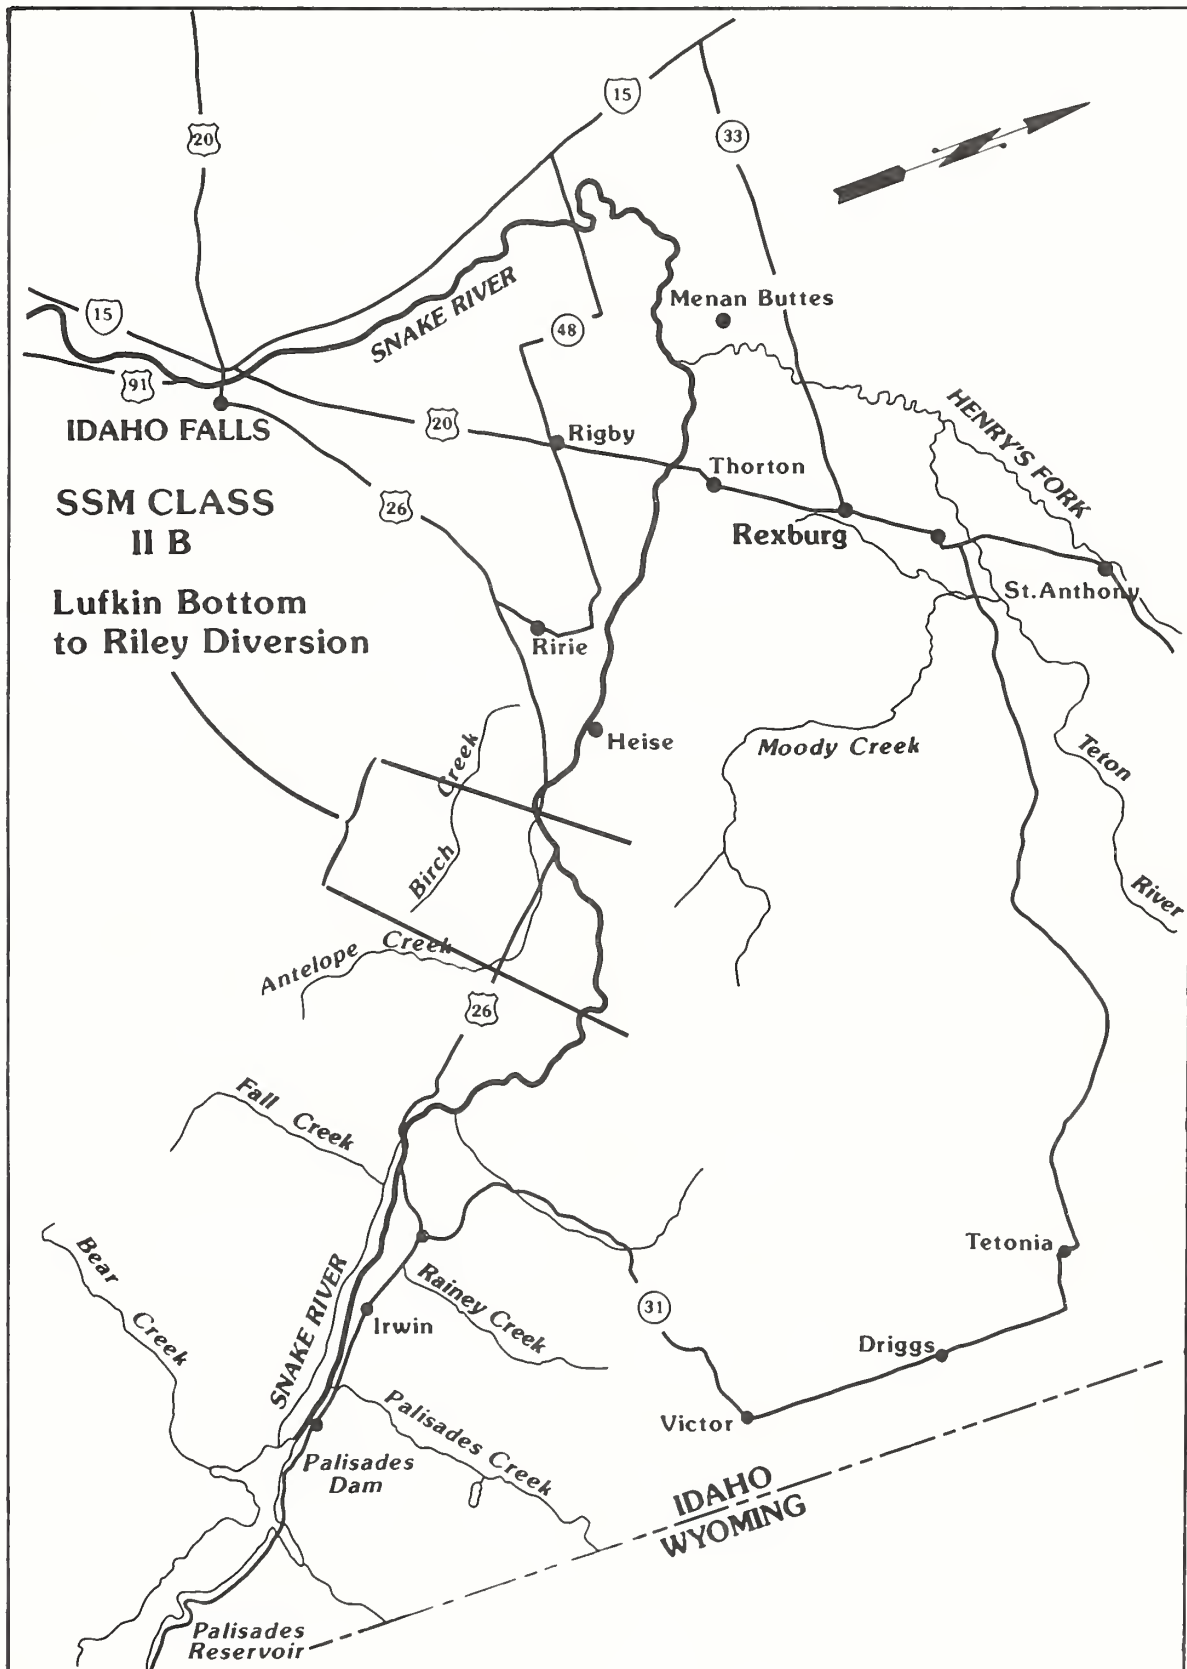 15
20
33
SNAKE RIVER
Menan Buttes
15
48
91
20
IDAHO FALLS
Rigby
HENRY'S FORK
Thorton
26
SSM CLASS
II B
Rexburg
Lufkin Bottom
to Riley Diversion
St. Anthony
Ririe
Heise
Birch Creek
Moody Creek
Teton River
Antelope Creek
26
Fall Creek
Bear Creek
Tetonia
SNAKE RIVER
Rainey Creek
31
Irwin
Driggs
Palisades Creek
Victor
Palisades
Dam
IDAHO
WYOMING
Palisades
Reservoir